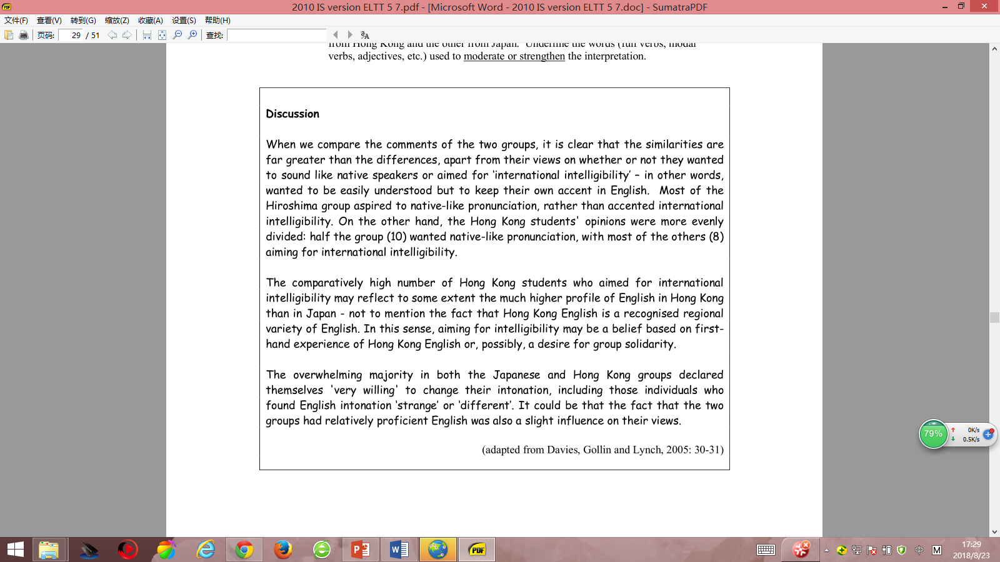 2010 IS version ELTT 5 7.pdf - [Microsoft Word - 2010 IS version ELTT 5 7.doc] - SumatraPDF
文件(F) 查看(V) 转到(G) 缩放(Z) 收藏(A) 设置(S) 帮助(H)
页码: 29 / 51 查找:
from Hong Kong and the other from Japan. Underline the words (full verbs, modal
verbs, adjectives, etc.) used to moderate or strengthen the interpretation.
Discussion
When we compare the comments of the two groups, it is clear that the similarities are
far greater than the differences, apart from their views on whether or not they wanted
to sound like native speakers or aimed for ‘international intelligibility’ – in other words,
wanted to be easily understood but to keep their own accent in English. Most of the
Hiroshima group aspired to native-like pronunciation, rather than accented international
intelligibility. On the other hand, the Hong Kong students' opinions were more evenly
divided: half the group (10) wanted native-like pronunciation, with most of the others (8)
aiming for international intelligibility.
The comparatively high number of Hong Kong students who aimed for international
intelligibility may reflect to some extent the much higher profile of English in Hong Kong
than in Japan - not to mention the fact that Hong Kong English is a recognised regional
variety of English. In this sense, aiming for intelligibility may be a belief based on first-
hand experience of Hong Kong English or, possibly, a desire for group solidarity.
The overwhelming majority in both the Japanese and Hong Kong groups declared
themselves 'very willing' to change their intonation, including those individuals who
found English intonation ‘strange’ or ‘different’. It could be that the fact that the two
groups had relatively proficient English was also a slight influence on their views.
(adapted from Davies, Gollin and Lynch, 2005: 30-31)
79%
0K/s
0.5K/s
PDF
中 M
17:29
2018/8/23